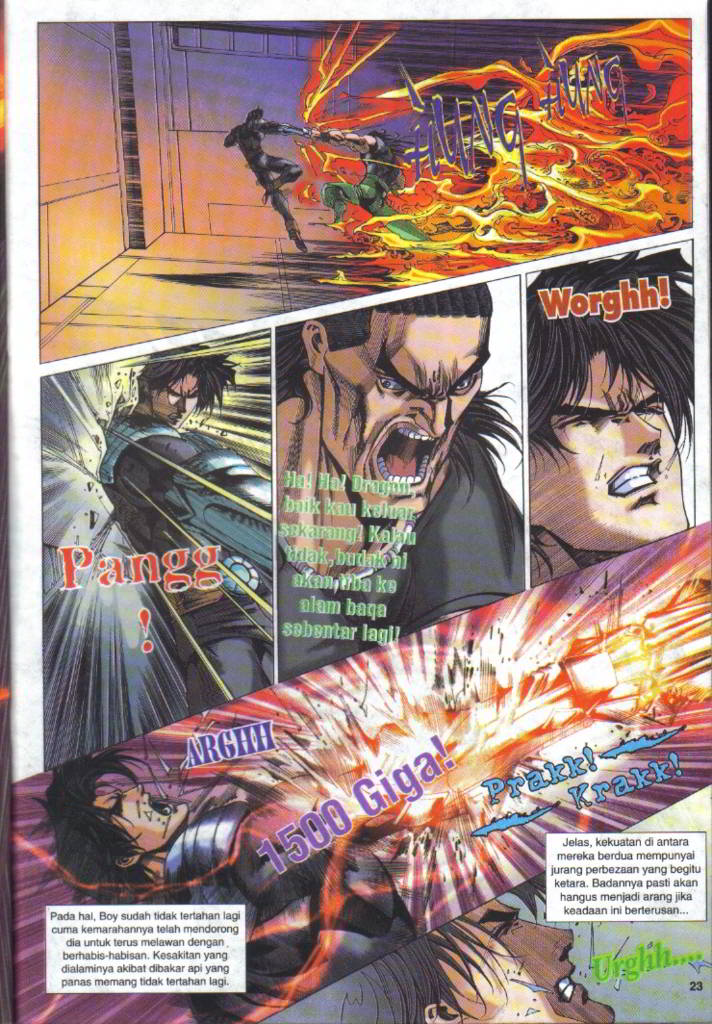 HUNG
HUNG
Pangg
!
Ha! Ha! Dragon,
baik kau keluar
sekarang! Kalau
tidak, budak ni
akan tiba ke
alam baqa
sebentar lagi!
Worghh!
ARGHH
1500 Giga!
Prakk!
Krakk!
Jelas, kekuatan di antara
mereka berdua mempunyai
jurang perbezaan yang begitu
ketara. Badannya pasti akan
hangus menjadi arang jika
keadaan ini berterusan...
Pada hal, Boy sudah tidak tertahan lagi
cuma kemarahannya telah mendorong
dia untuk terus melawan dengan
berhabis-habisan. Kesakitan yang
dialaminya akibat dibakar api yang
panas memang tidak tertahan lagi.
Urghh....
23